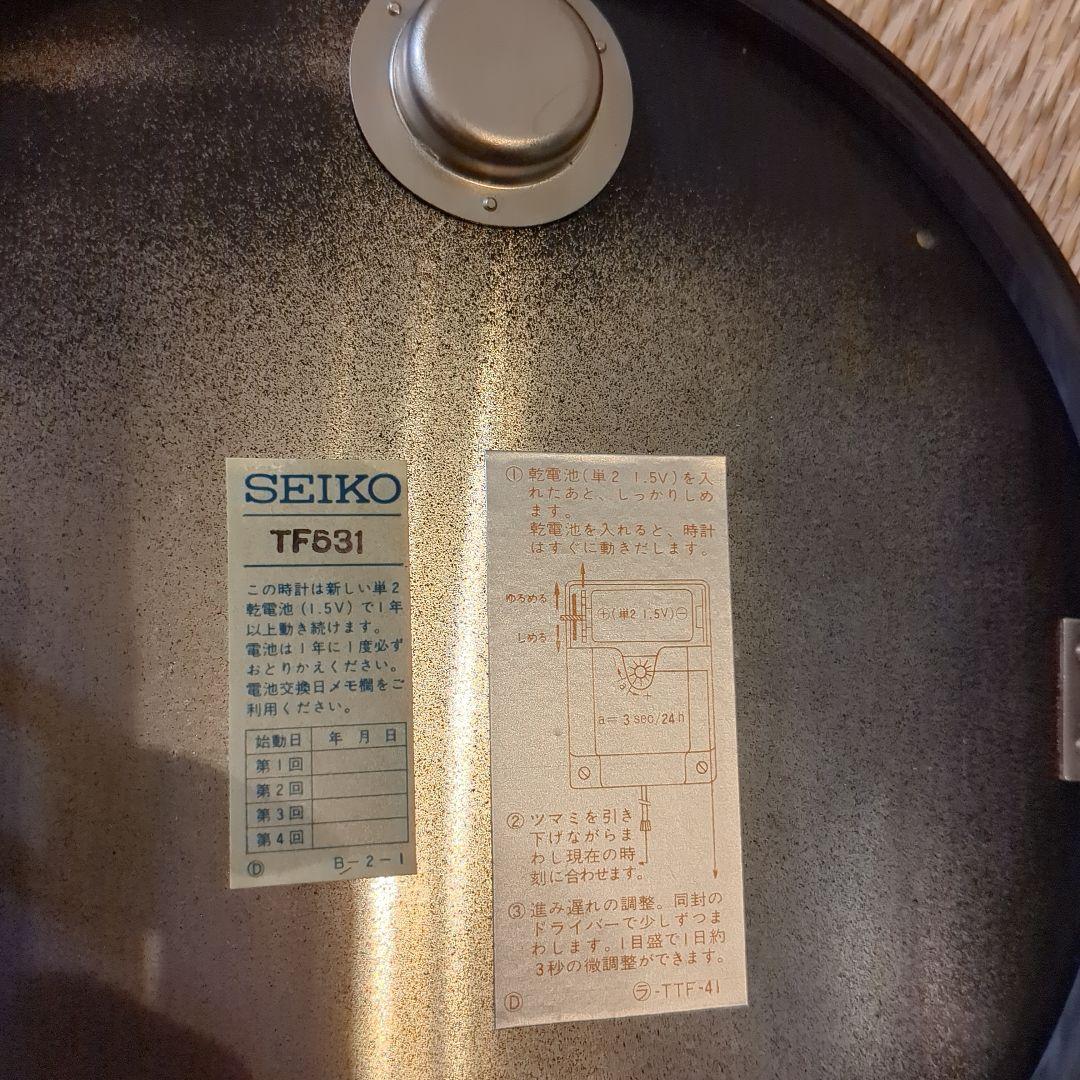 SEIKO
TF631
この時計は新しい単2
乾電池(1.5V)で1年
以上動き続けます。
電池は1年に1度必ず
おとりかえください。
電池交換日メモ欄をご
利用ください。
始動日 年 月 日
第1回
第2回
第3回
第4回
Ⓓ B-2-1
① 乾電池(単2 1.5V)を入
れたあと、しっかりしめ
ます。
乾電池を入れると、時計
はすぐに動きだします。
ゆるめる
しめる
⊕(単2 1.5V)⊖
a
a=3sec/24h
② ツマミを引き
下げながらま
わし現在の時
刻に合わせます。
③ 進み遅れの調整。同封の
ドライバーで少しずつま
わします。1目盛で1日約
3秒の微調整ができます。
Ⓓ ㋶-TTF-41